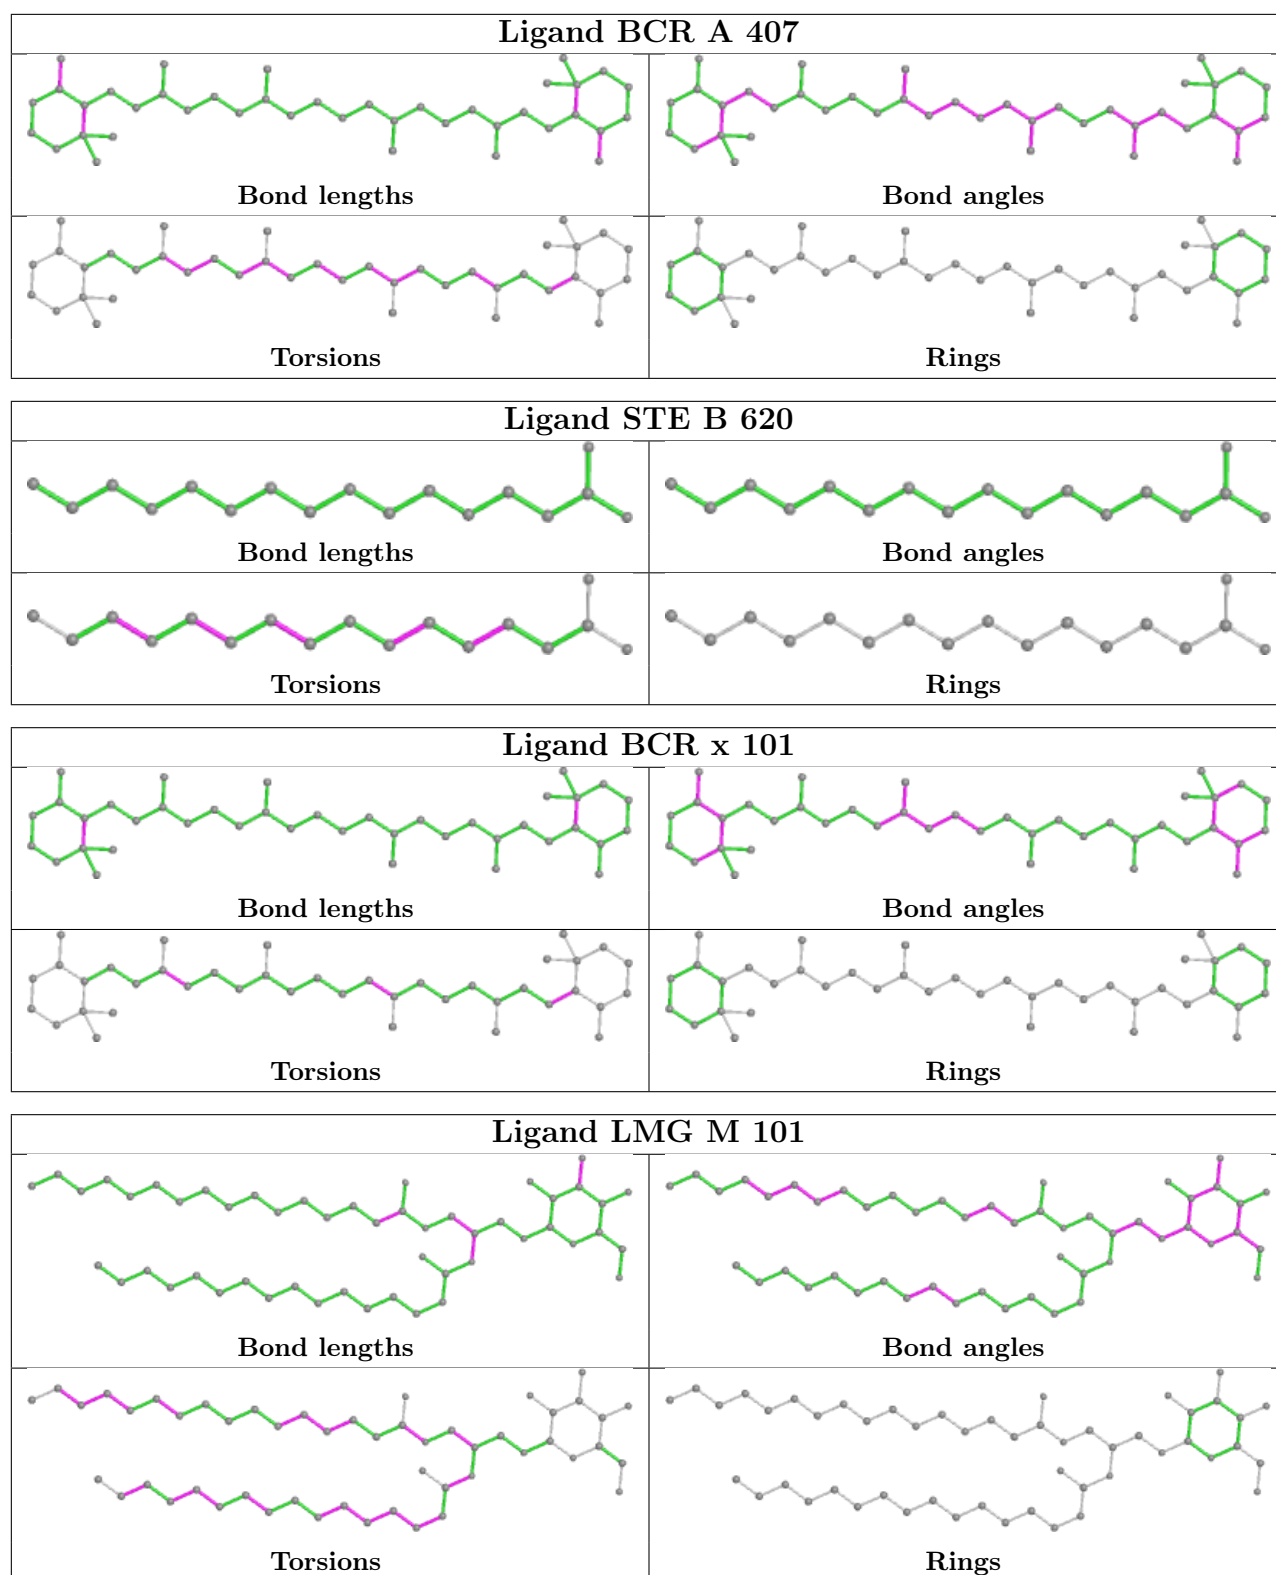 Ligand BCR A 407
Bond lengths
Bond angles
Torsions
Rings
Ligand STE B 620
Bond lengths
Bond angles
Torsions
Rings
Ligand BCR x 101
Bond lengths
Bond angles
Torsions
Rings
Ligand LMG M 101
Bond lengths
Bond angles
Torsions
Rings